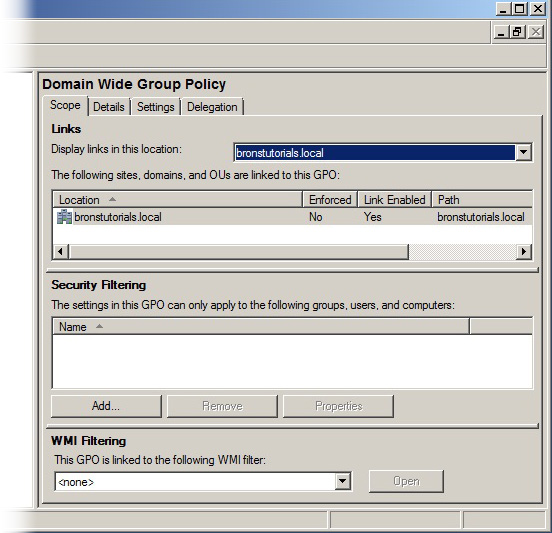 Domain Wide Group Policy
Scope Details Settings Delegation
Links
Display links in this location: bronstutorials.local
The following sites, domains, and OUs are linked to this GPO:
Location Enforced Link Enabled Path
bronstutorials.local No Yes bronstutorials.local
Security Filtering
The settings in this GPO can only apply to the following groups, users, and computers:
Name
Add... Remove Properties
WMI Filtering
This GPO is linked to the following WMI filter:
<none> Open